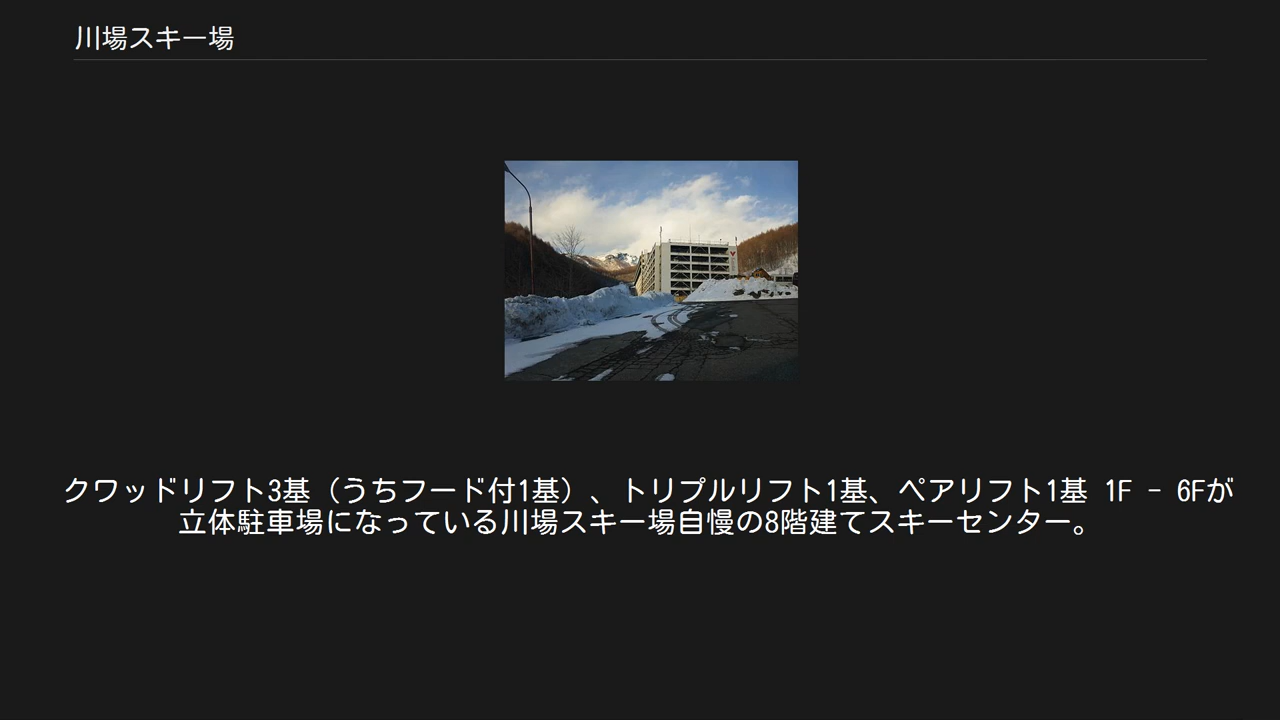 川場スキー場
クワッドリフト3基（うちフード付1基）、トリプルリフト1基、ペアリフト1基 1F - 6Fが
立体駐車場になっている川場スキー場自慢の8階建てスキーセンター。